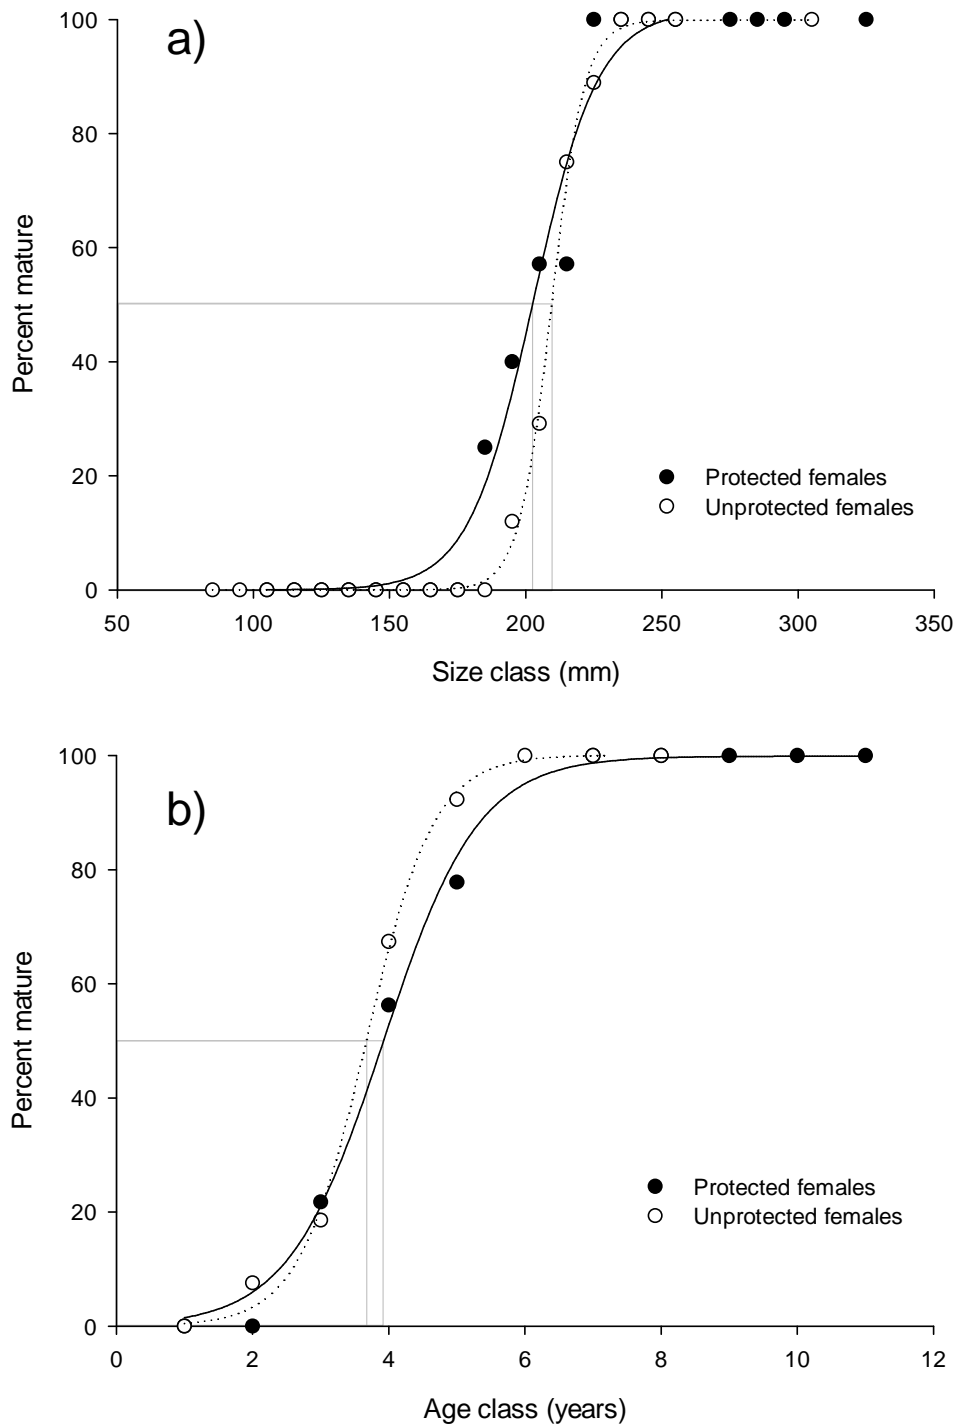 100
a)
80
60
Percent mature
40
20
Protected females
Unprotected females
0
50 100 150 200 250 300 350
Size class (mm)
100
b)
80
60
Percent mature
40
20
Protected females
Unprotected females
0
0 2 4 6 8 10 12
Age class (years)